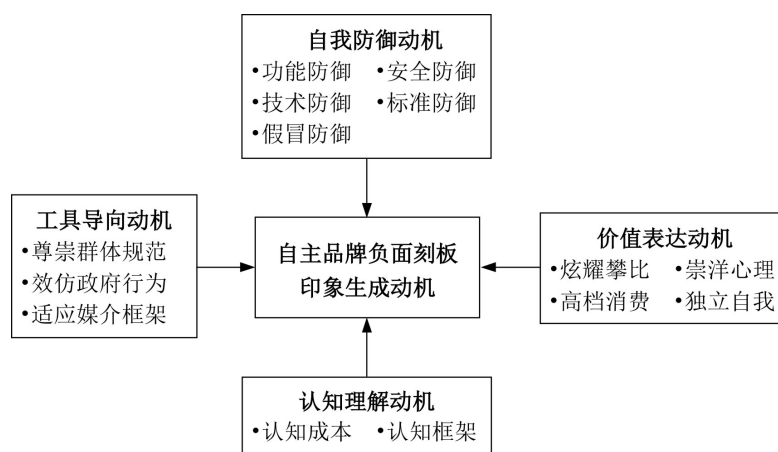 自我防御动机
•功能防御 •安全防御
•技术防御 •标准防御
•假冒防御
工具导向动机
•尊崇群体规范
•效仿政府行为
•适应媒介框架
自主品牌负面刻板
印象生成动机
价值表达动机
•炫耀攀比 •崇洋心理
•高档消费 •独立自我
认知理解动机
•认知成本 •认知框架